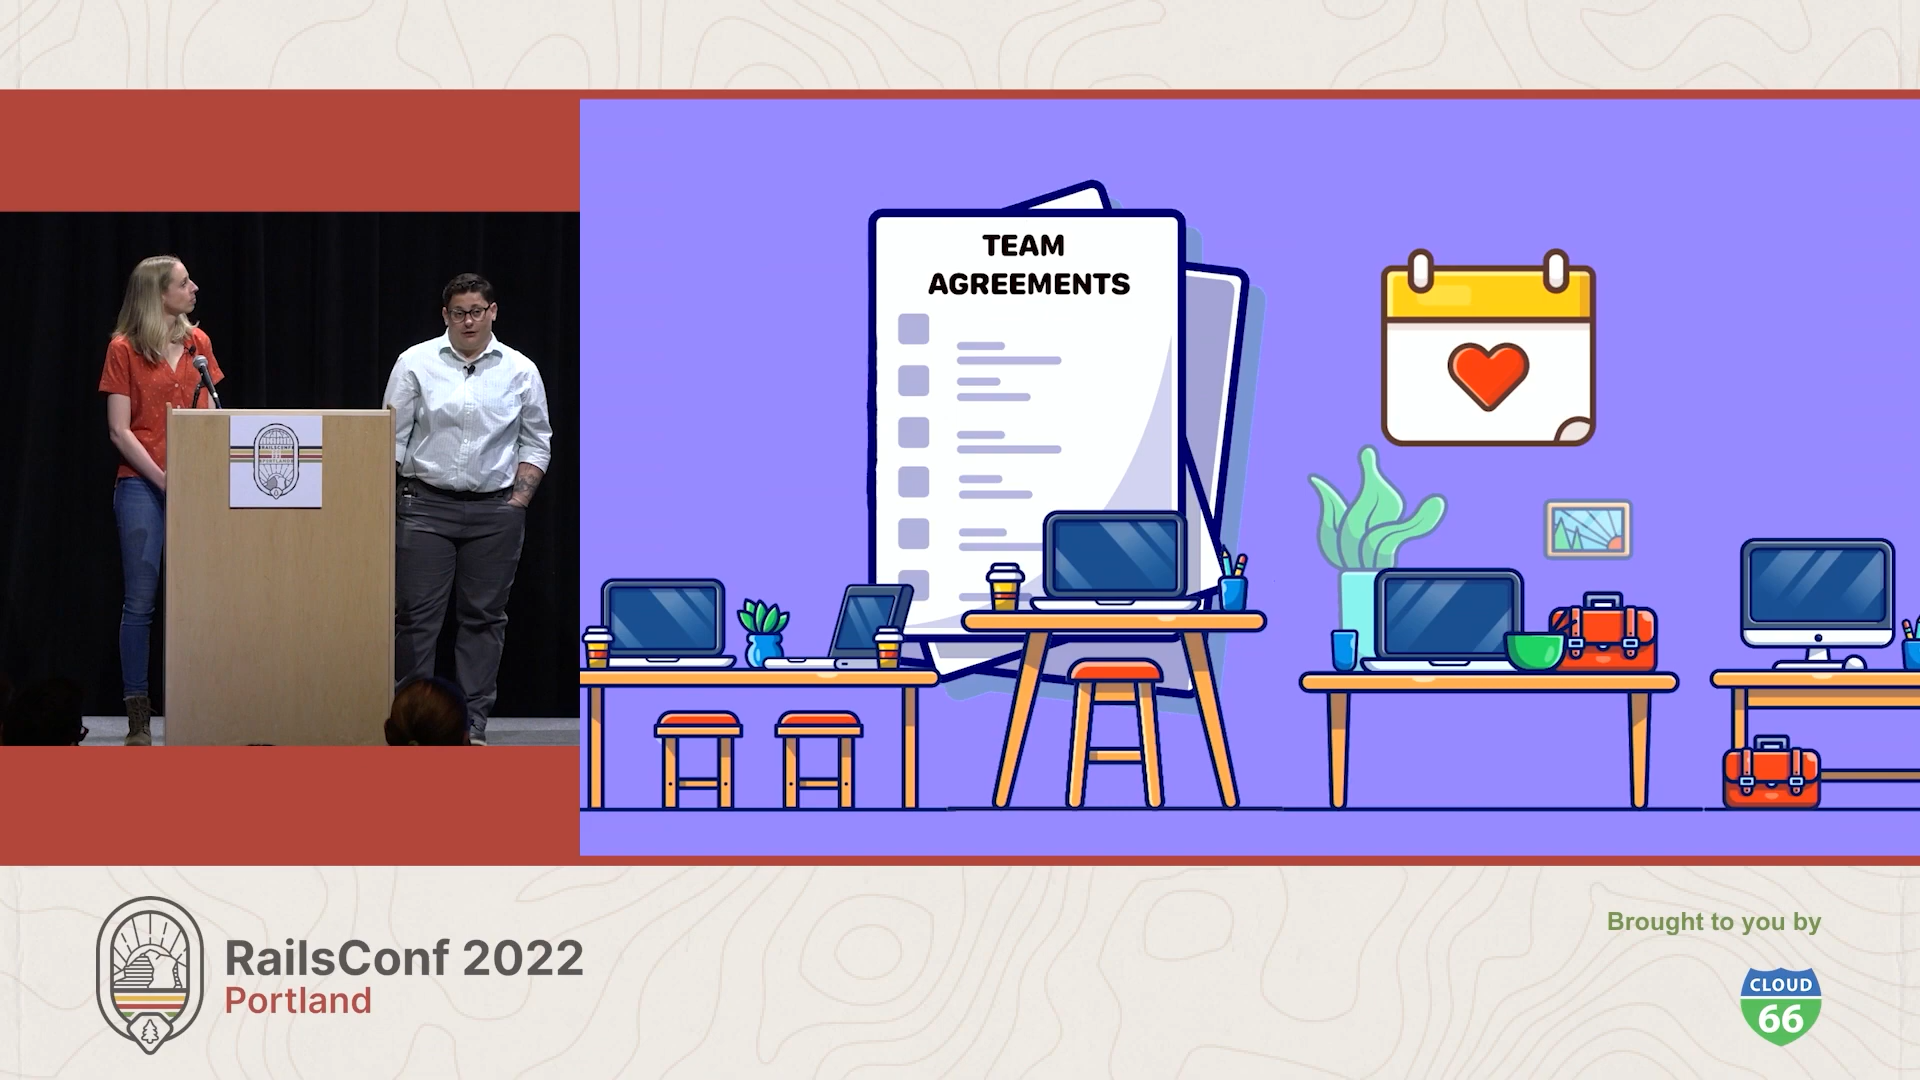 TEAM
AGREEMENTS
RailsConf 2022
Portland
Brought to you by
CLOUD
66